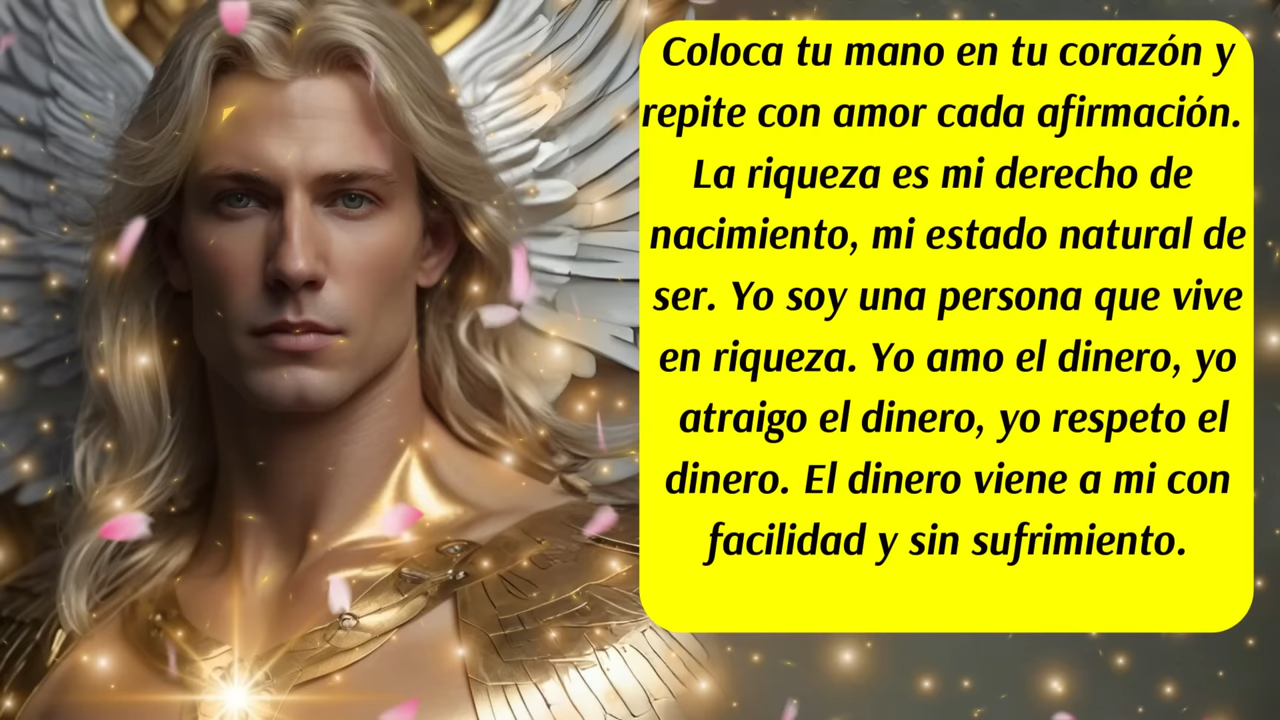 Coloca tu mano en tu corazón y
repite con amor cada afirmación.
La riqueza es mi derecho de
nacimiento, mi estado natural de
ser. Yo soy una persona que vive
en riqueza. Yo amo el dinero, yo
atraigo el dinero, yo respeto el
dinero. El dinero viene a mi con
facilidad y sin sufrimiento.